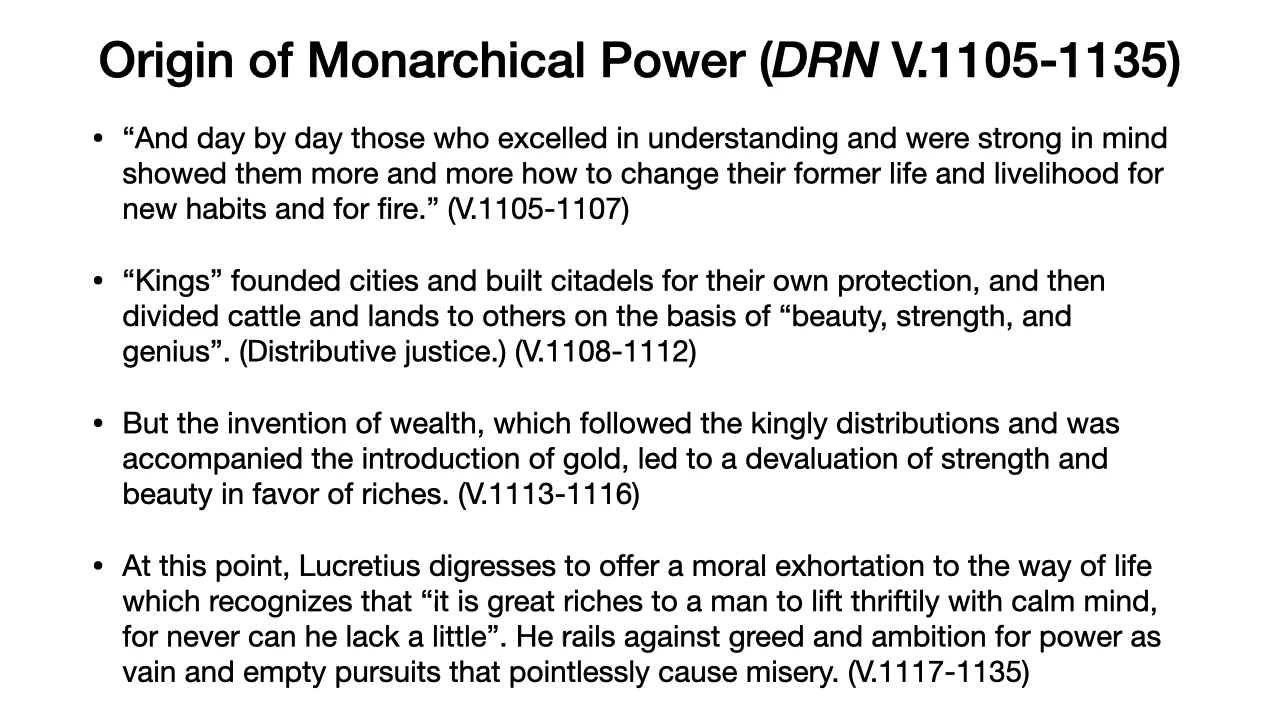 Origin of Monarchical Power (DRN V.1105-1135)
• “And day by day those who excelled in understanding and were strong in mind
showed them more and more how to change their former life and livelihood for
new habits and for fire.” (V.1105-1107)
• “Kings” founded cities and built citadels for their own protection, and then
divided cattle and lands to others on the basis of “beauty, strength, and
genius”. (Distributive justice.) (V.1108-1112)
• But the invention of wealth, which followed the kingly distributions and was
accompanied the introduction of gold, led to a devaluation of strength and
beauty in favor of riches. (V.1113-1116)
• At this point, Lucretius digresses to offer a moral exhortation to the way of life
which recognizes that “it is great riches to a man to lift thriftily with calm mind,
for never can he lack a little”. He rails against greed and ambition for power as
vain and empty pursuits that pointlessly cause misery. (V.1117-1135)